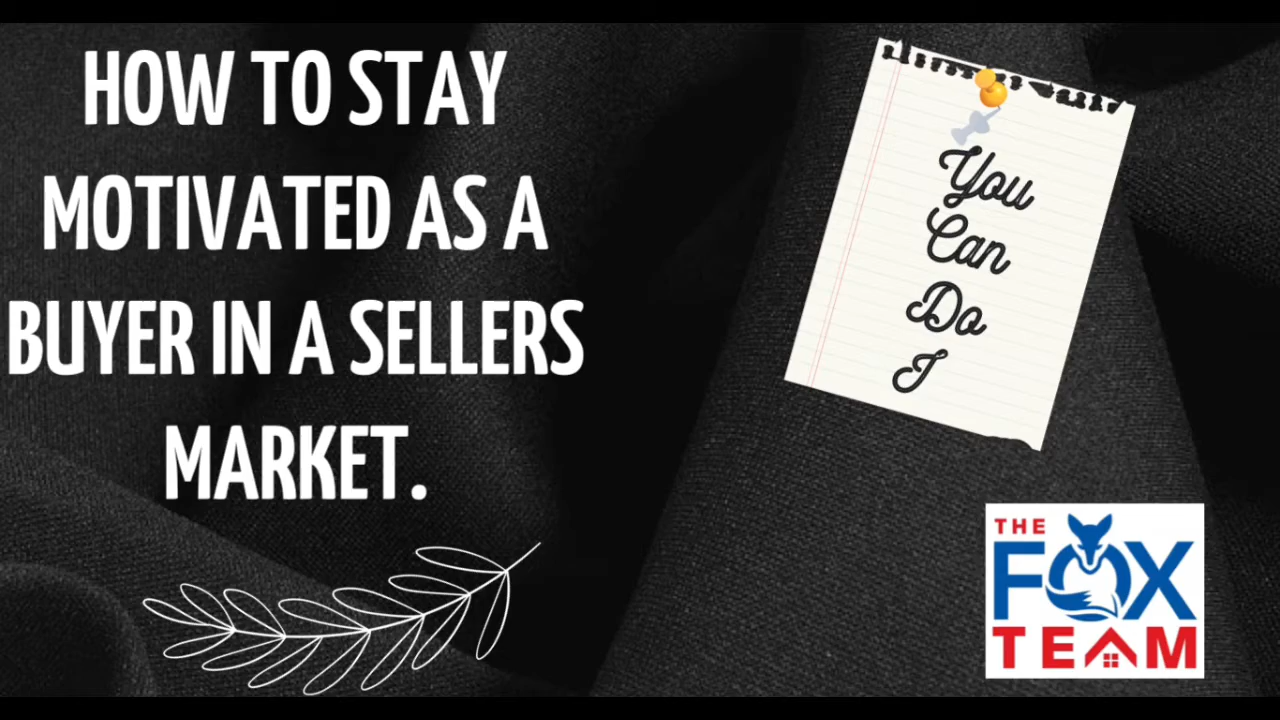 HOW TO STAY
MOTIVATED AS A
BUYER IN A SELLERS
MARKET.
You
Can
Do
I
THE
FOX
TEAM